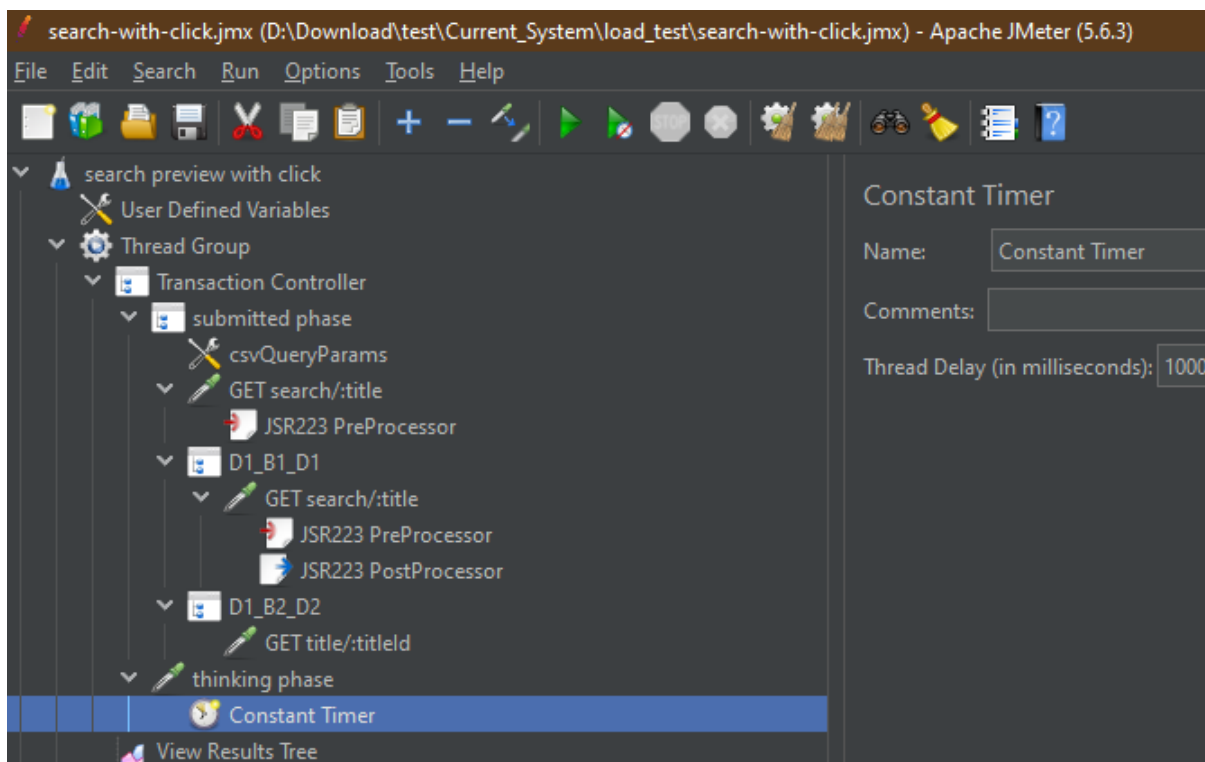 search-with-click.jmx (D:\Download\test\Current_System\load_test\search-with-click.jmx) - Apache JMeter (5.6.3)
File Edit Search Run Options Tools Help
STOP
search preview with click
User Defined Variables
Thread Group
Transaction Controller
submitted phase
csvQueryParams
GET search/:title
JSR223 PreProcessor
D1_B1_D1
GET search/:title
JSR223 PreProcessor
JSR223 PostProcessor
D1_B2_D2
GET title/:titleId
thinking phase
Constant Timer
View Results Tree
Constant Timer
Name: Constant Timer
Comments:
Thread Delay (in milliseconds): 1000